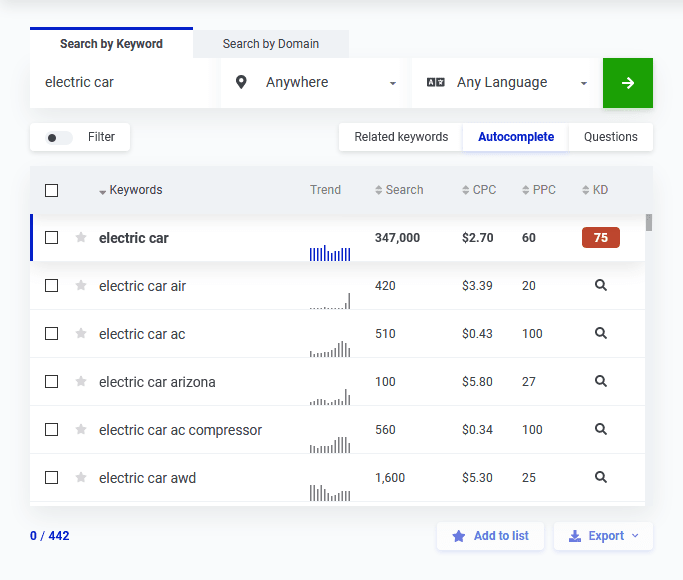 Search by Keyword Search by Domain
electric car Anywhere Any Language
Filter Related keywords Autocomplete Questions
Keywords Trend Search CPC PPC KD
electric car 347,000 $2.70 60 75
electric car air 420 $3.39 20
electric car ac 510 $0.43 100
electric car arizona 100 $5.80 27
electric car ac compressor 560 $0.34 100
electric car awd 1,600 $5.30 25
0 / 442 Add to list Export